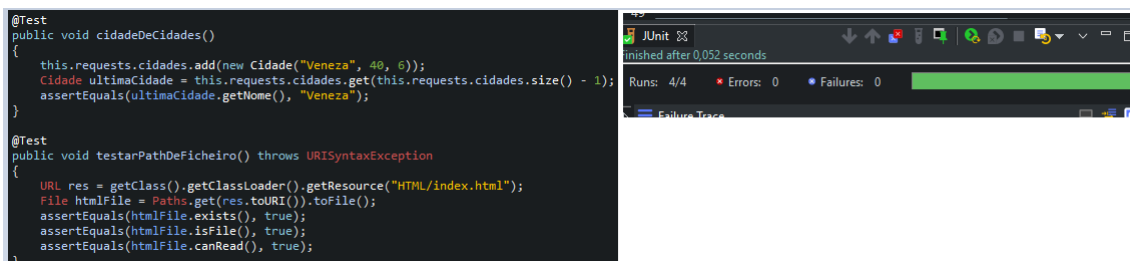 @Test
public void cidadeDeCidades()
{
this.requests.cidades.add(new Cidade("Veneza", 40, 6));
Cidade ultimaCidade = this.requests.cidades.get(this.requests.cidades.size() - 1);
assertEquals(ultimaCidade.getNome(), "Veneza");
}
@Test
public void testarPathDeFicheiro() throws URISyntaxException
{
URL res = getClass().getClassLoader().getResource("HTML/index.html");
File htmlFile = Paths.get(res.toURI()).toFile();
assertEquals(htmlFile.exists(), true);
assertEquals(htmlFile.isFile(), true);
assertEquals(htmlFile.canRead(), true);
}
JUnit
inished after 0,052 seconds
Runs: 4/4 Errors: 0 Failures: 0
Failure Trace